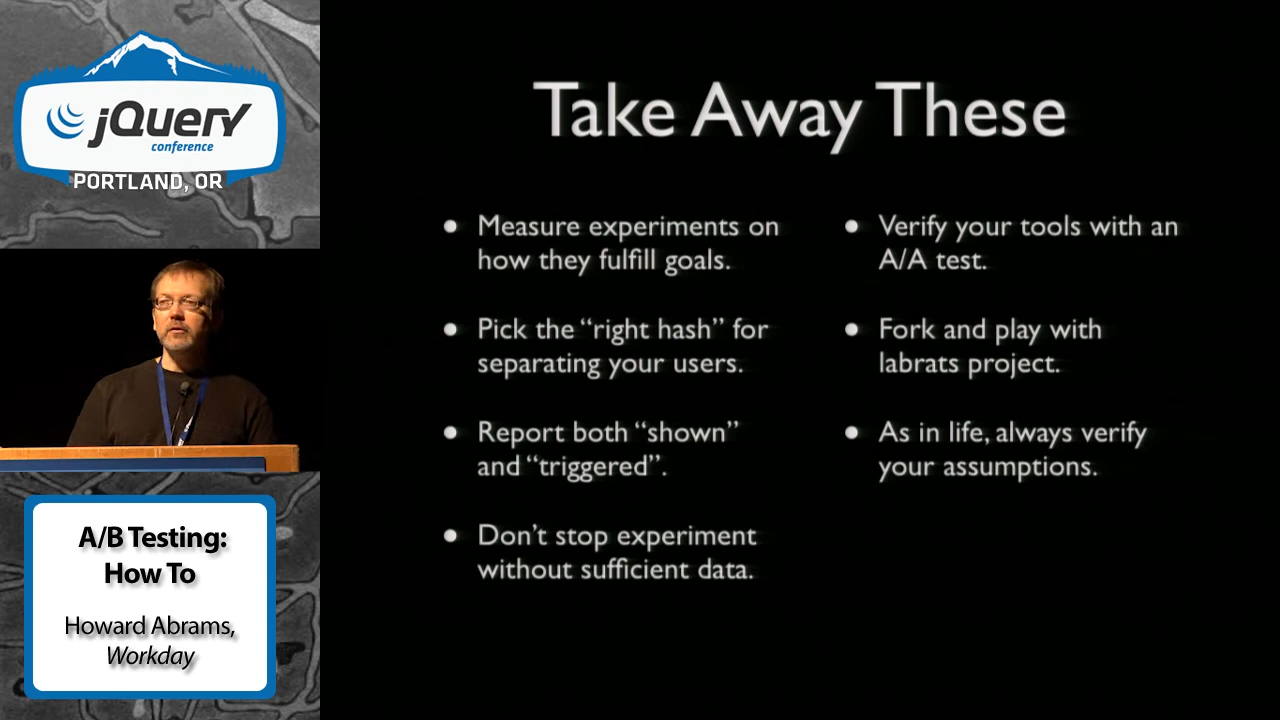 jQuery
conference
PORTLAND, OR
A/B Testing:
How To
Howard Abrams,
Workday
Take Away These
• Measure experiments on
how they fulfill goals.
• Pick the “right hash” for
separating your users.
• Report both “shown”
and “triggered”.
• Don’t stop experiment
without sufficient data.
• Verify your tools with an
A/A test.
• Fork and play with
labrats project.
• As in life, always verify
your assumptions.